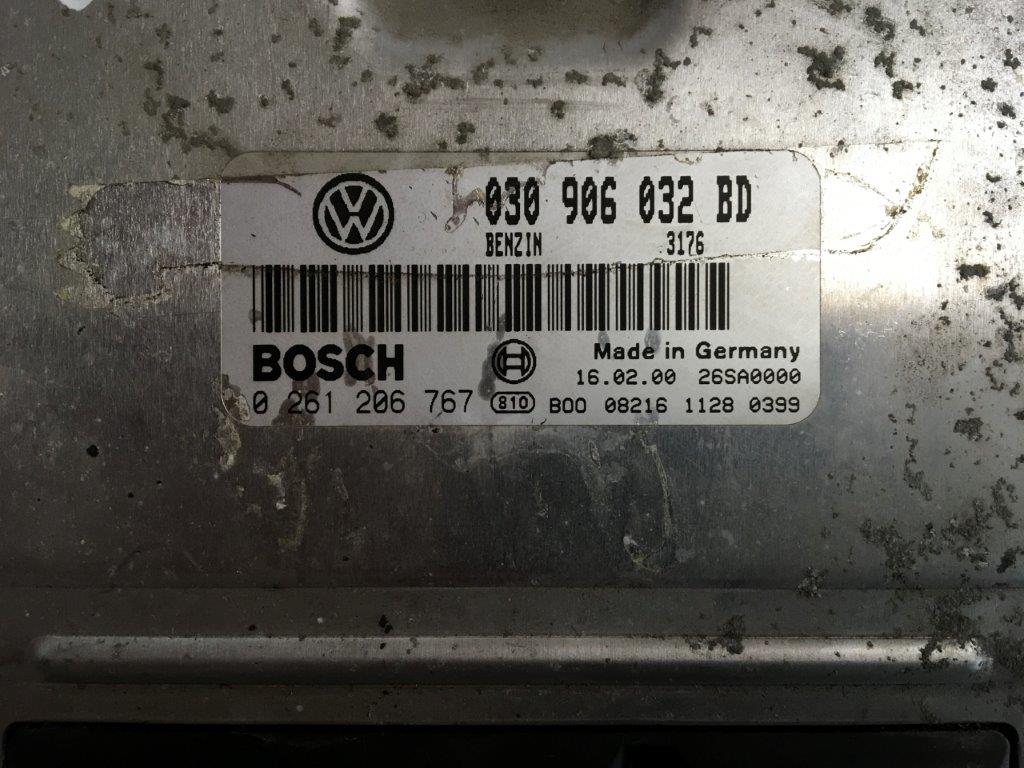 030 906 032 BD
BENZIN 3176
BOSCH
Made in Germany
16.02.00 26SA0000
0 261 206 767 810 B00 08216 1128 0399